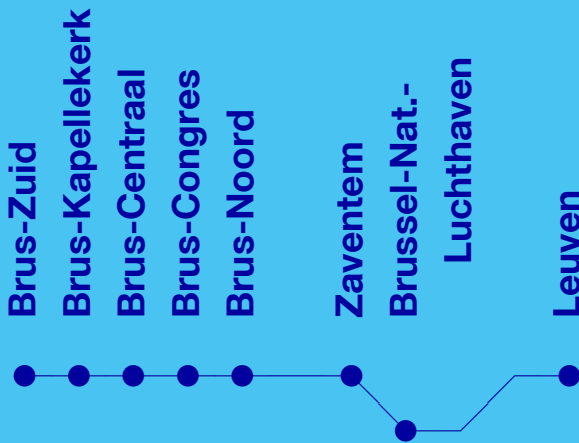 Brus-Zuid
Brus-Kapellekerk
Brus-Centraal
Brus-Congres
Brus-Noord
Zaventem
Brussel-Nat.-
Luchthaven
Leuven